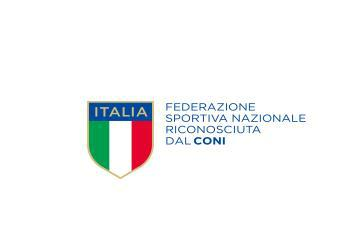 ITALIA
FEDERAZIONE
SPORTIVA NAZIONALE
RICONOSCIUTA
DAL CONI